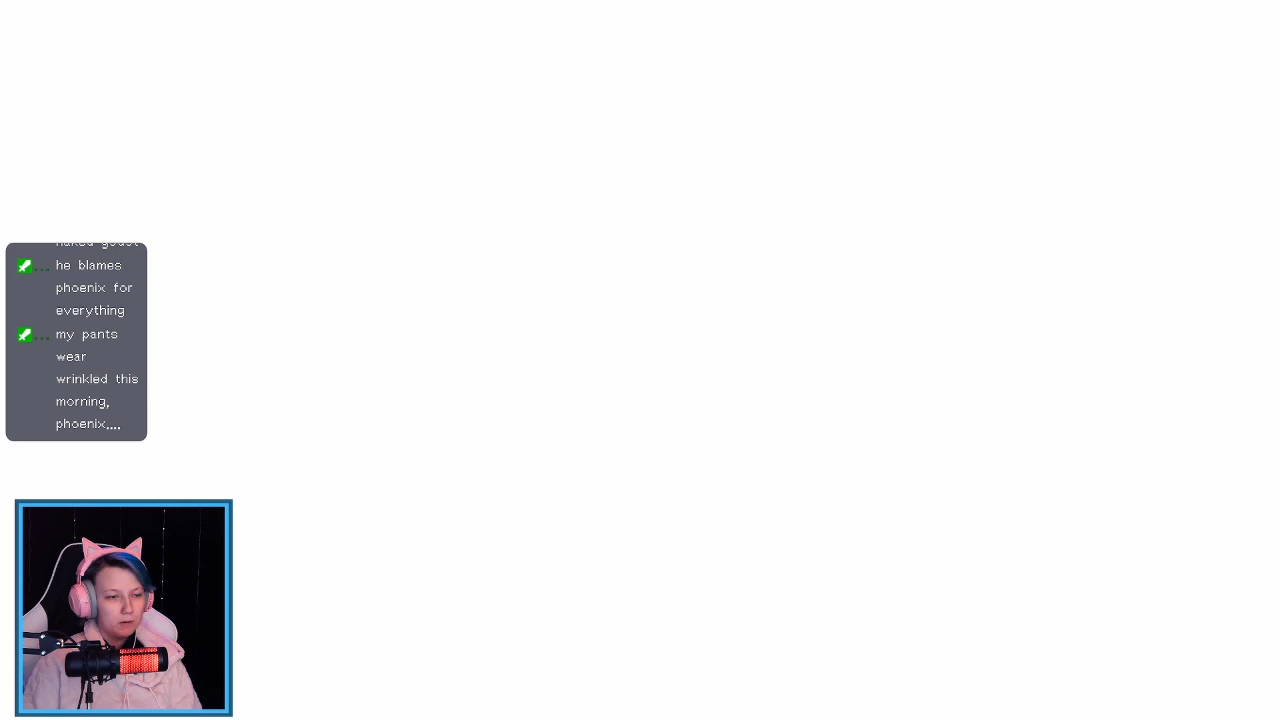 he blames
phoenix for
everything
my pants
wear
wrinkled this
morning,
phoenix....